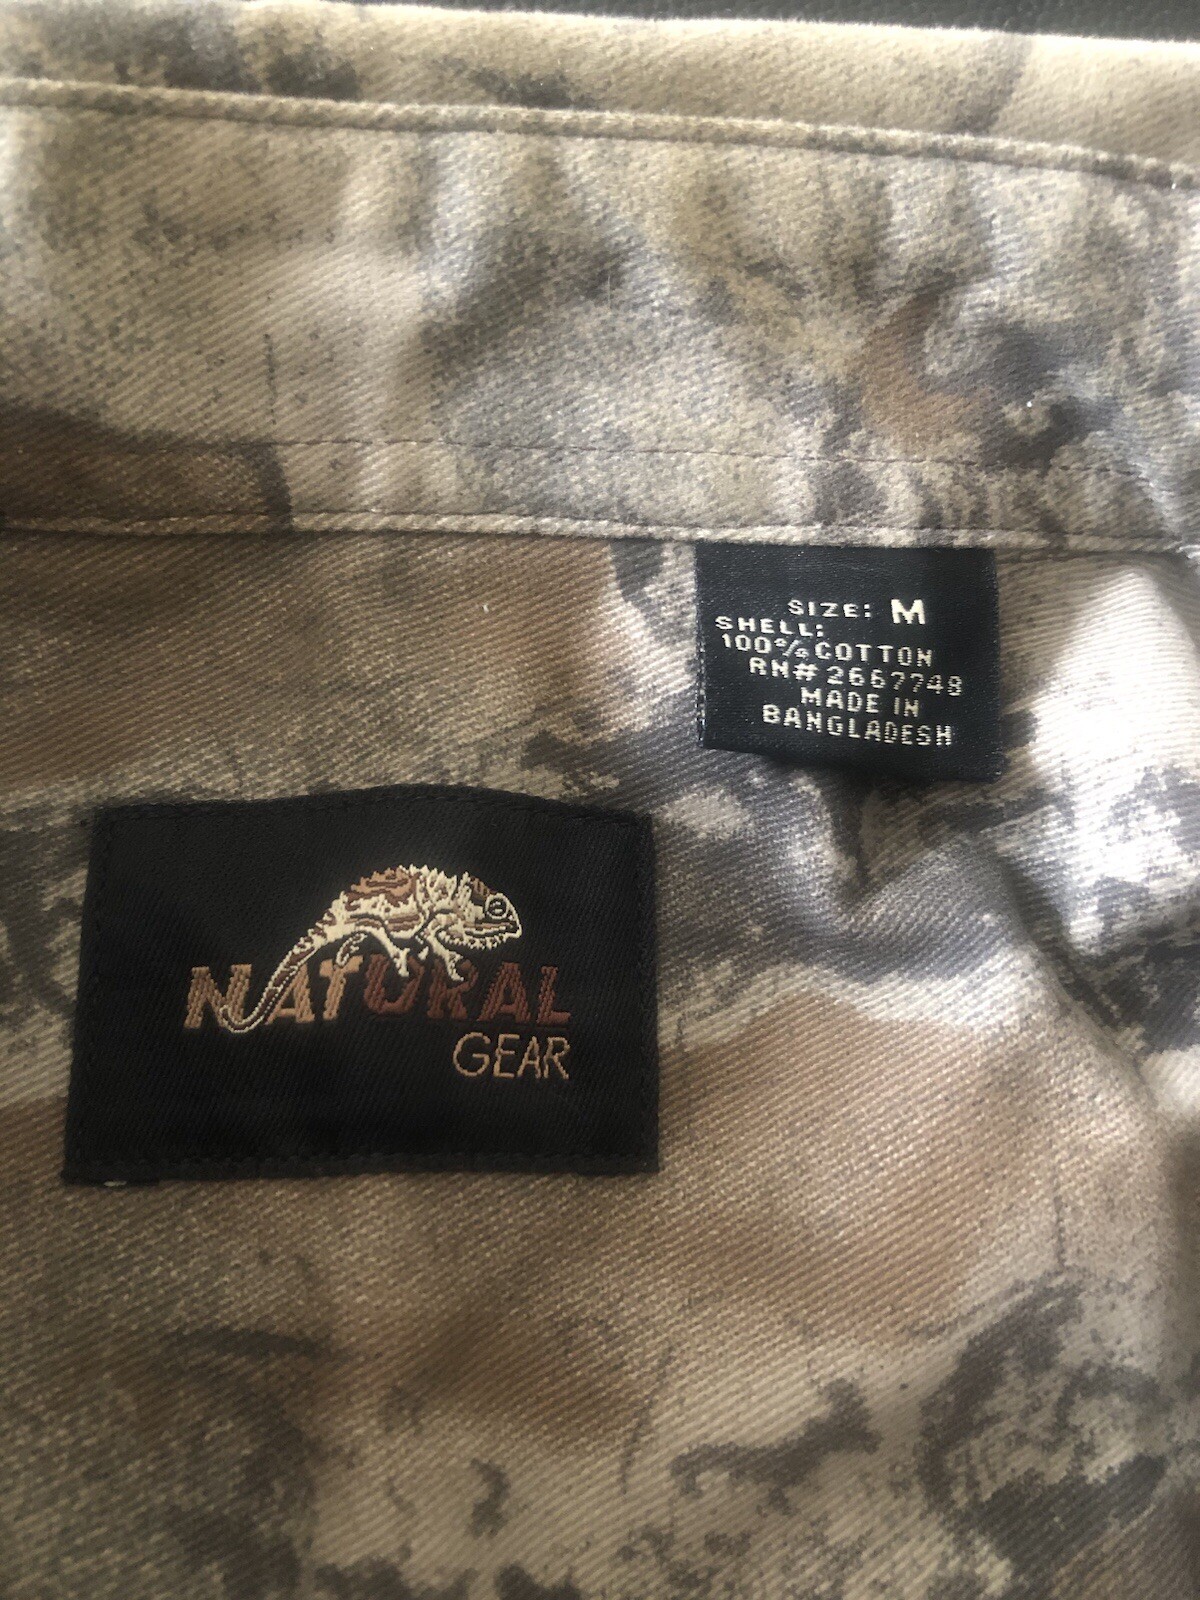 SIZE: M
SHELL:
100% COTTON
RN# 2667748
MADE IN
BANGLADESH
NATURAL
GEAR